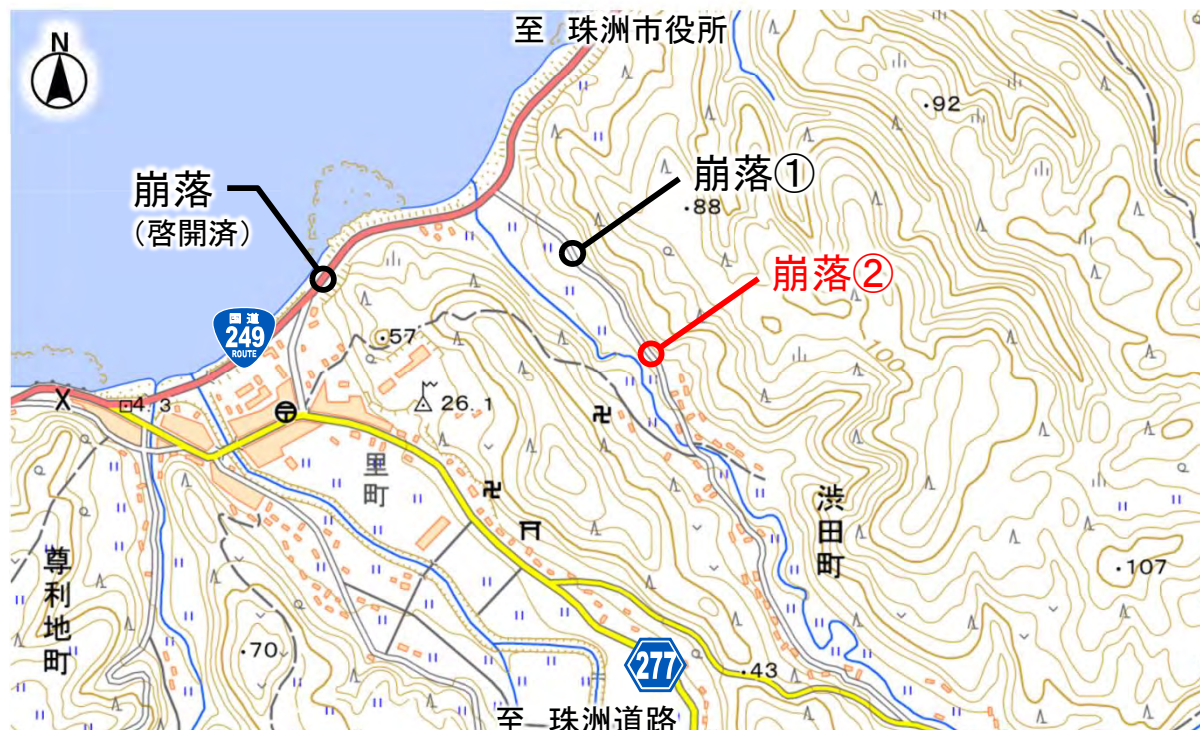 至 珠洲市役所
N
・92
崩落
(啓開済)
崩落①
・88
崩落②
国道
249
ROUTE
57
100
4.3
26.1
里町
渋田町
尊利地町
・107
・70
277
・43
至 珠洲道路